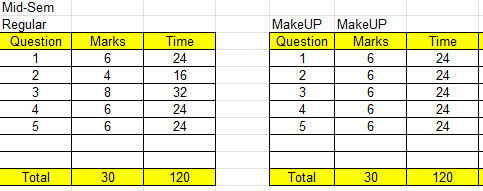 Mid-Sem
Regular MakeUP MakeUP
Question Marks Time Question Marks Time
1 6 24 1 6 24
2 4 16 2 6 24
3 8 32 3 6 24
4 6 24 4 6 24
5 6 24 5 6 24
Total 30 120 Total 30 120